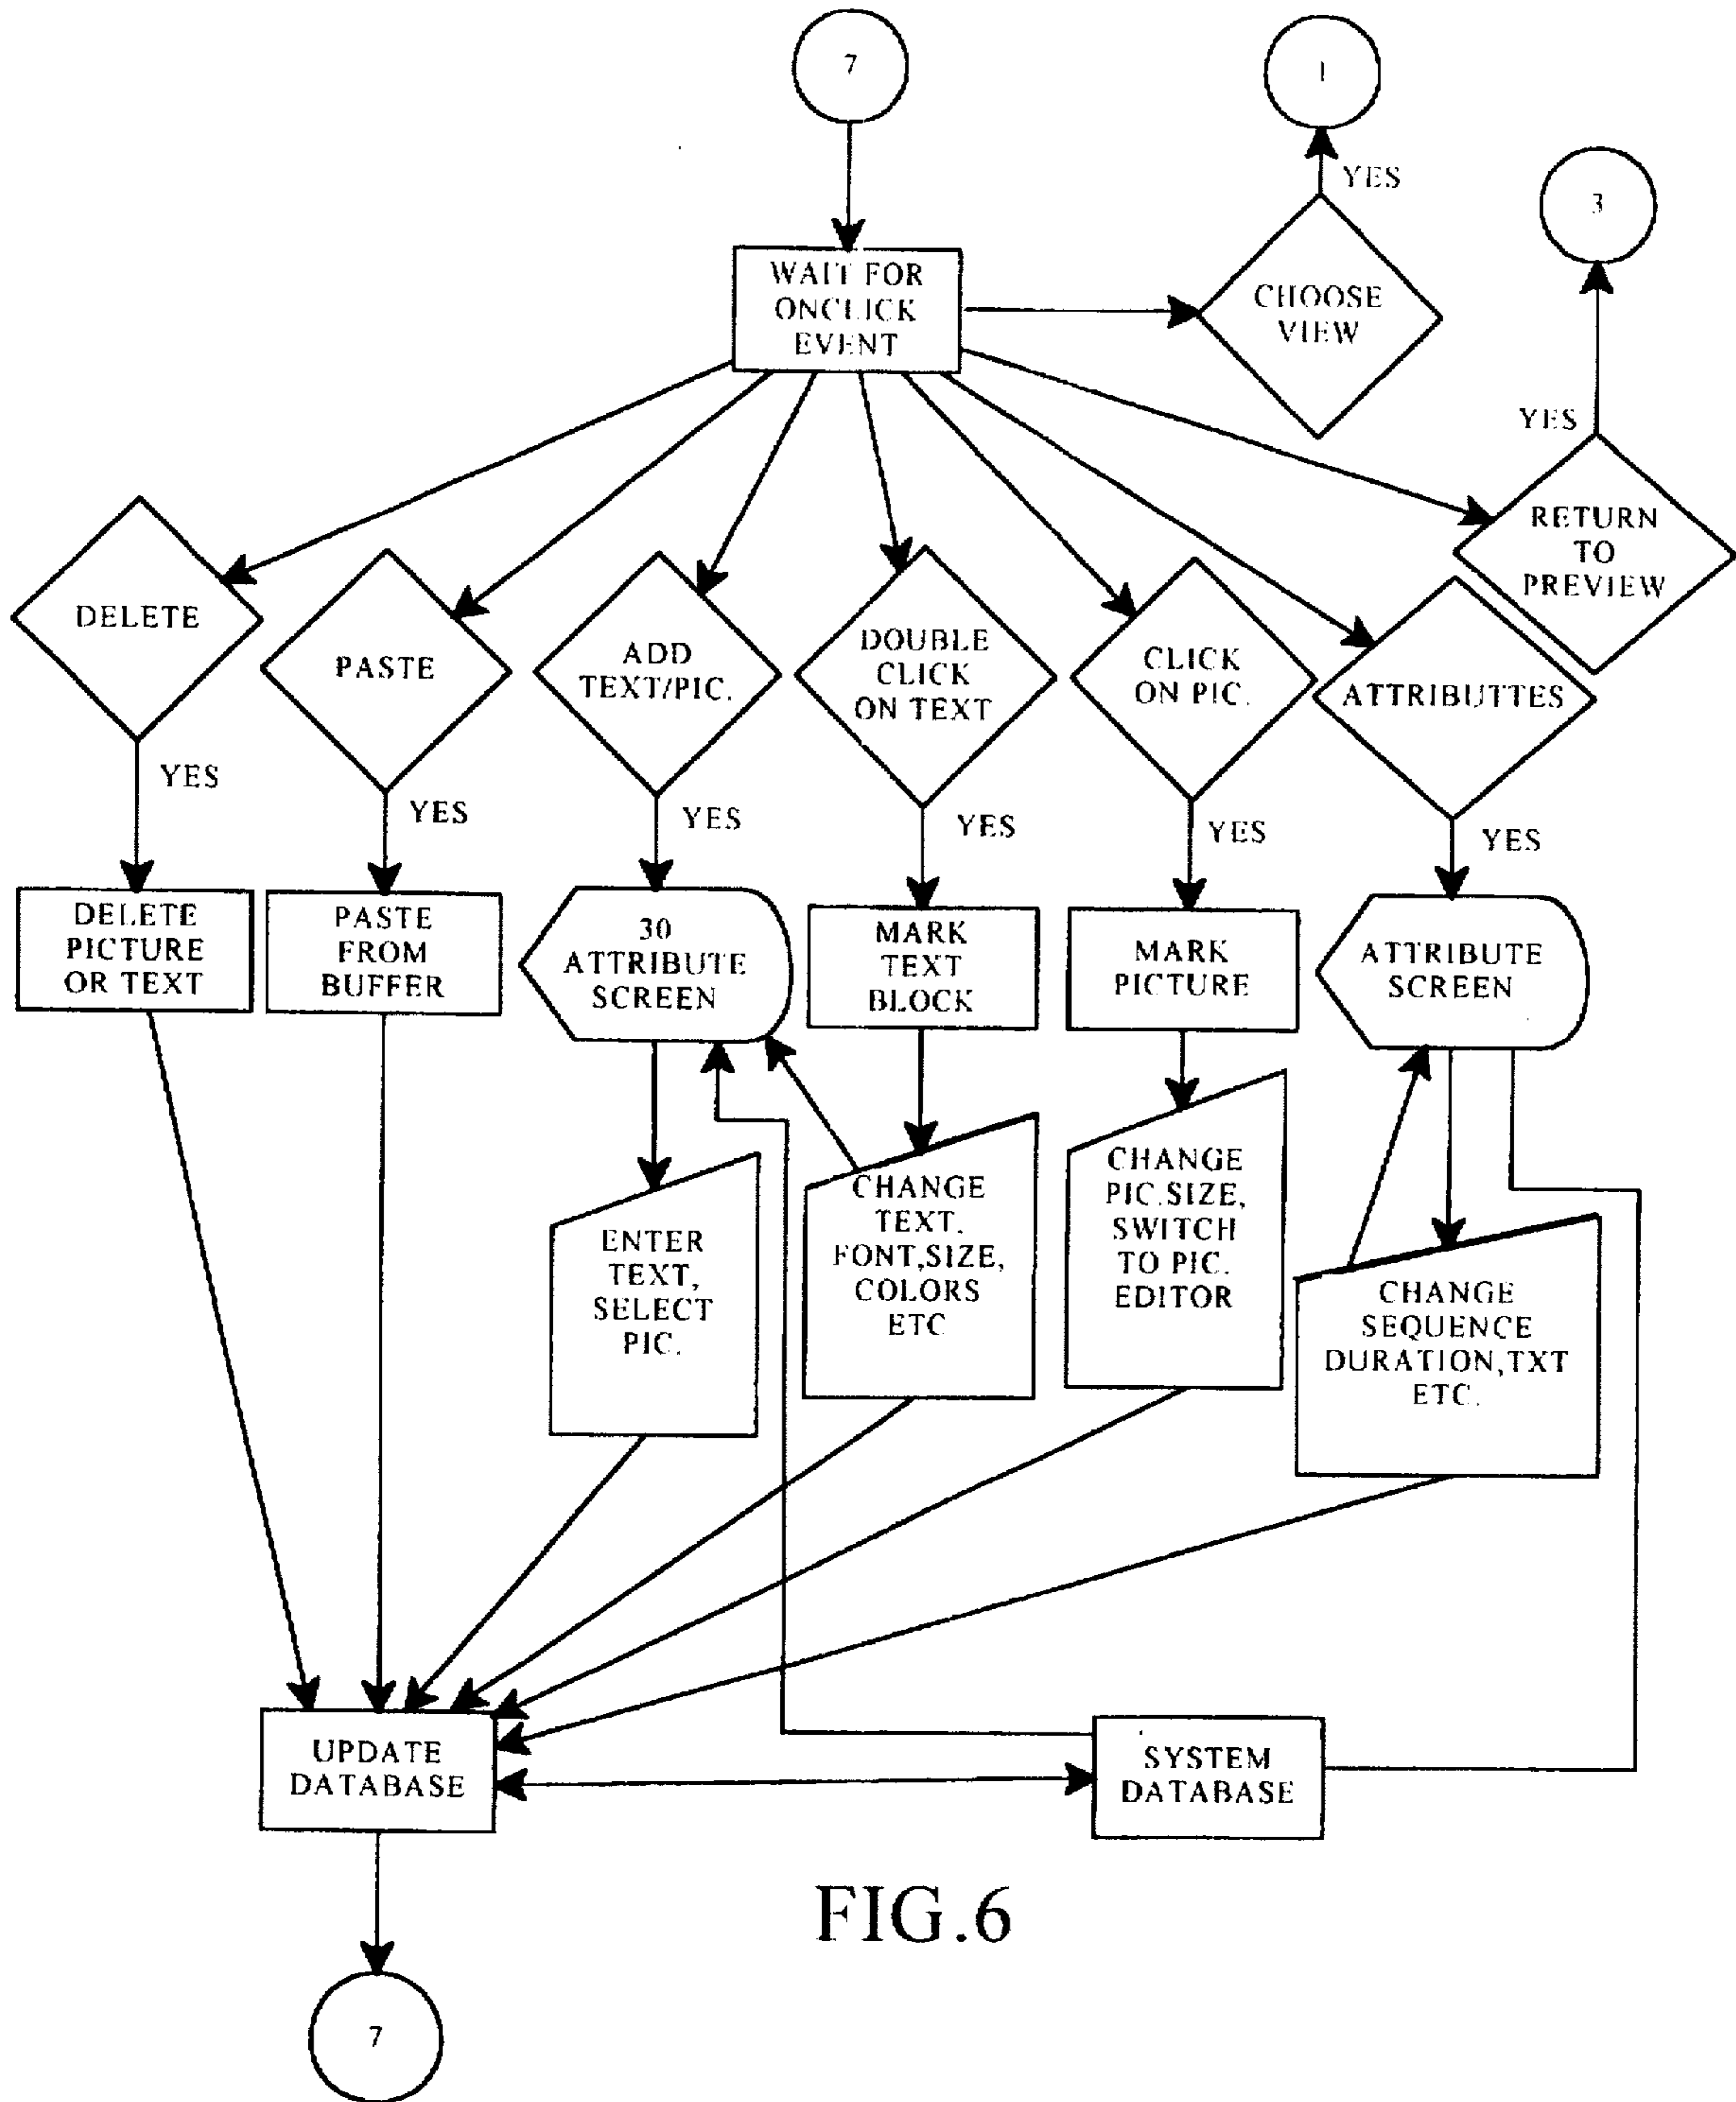 7
1
YES
3
WAIT FOR
ONCLICK
EVENT
CHOOSE
VIEW
YES
RETURN
TO
PREVIEW
DELETE
PASTE
ADD
TEXT/PIC.
DOUBLE
CLICK
ON TEXT
CLICK
ON PIC.
ATTRIBUTTES
YES
YES
YES
YES
YES
YES
DELETE
PICTURE
OR TEXT
PASTE
FROM
BUFFER
30
ATTRIBUTE
SCREEN
MARK
TEXT
BLOCK
MARK
PICTURE
ATTRIBUTE
SCREEN
ENTER
TEXT,
SELECT
PIC.
CHANGE
TEXT,
FONT,SIZE,
COLORS
ETC
CHANGE
PIC.SIZE,
SWITCH
TO PIC.
EDITOR
CHANGE
SEQUENCE
DURATION,TXT
ETC.
UPDATE
DATABASE
SYSTEM
DATABASE
FIG.6
7